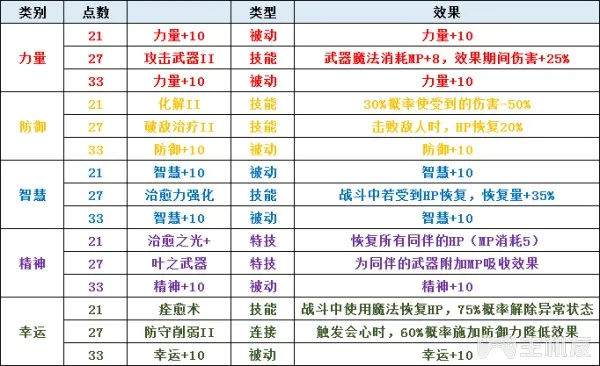 类别 点数 类型 效果
力量 21 力量+10 被动 力量+10
27 攻击武器II 技能 武器魔法消耗MP+8，效果期间伤害+25%
33 力量+10 被动 力量+10
防御 21 化解II 技能 30%概率使受到的伤害-50%
27 破敌治疗II 技能 击败敌人时，HP恢复20%
33 防御+10 被动 防御+10
智慧 21 智慧+10 被动 智慧+10
27 治愈力强化 技能 战斗中若受到HP恢复，恢复量+35%
33 智慧+10 被动 智慧+10
精神 21 治愈之光+ 特技 恢复所有同伴的HP（MP消耗5）
27 叶之武器 特技 为同伴的武器附加MP吸收效果
33 精神+10 被动 精神+10
幸运 21 痊愈术 技能 战斗中使用魔法恢复HP，75%概率解除异常状态
27 防守削弱II 连接 触发会心时，60%概率施加防御力降低效果
33 幸运+10 被动 幸运+10